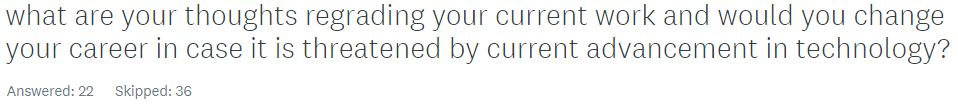 what are your thoughts regrading your current work and would you change
your career in case it is threatened by current advancement in technology?
Answered: 22 Skipped: 36